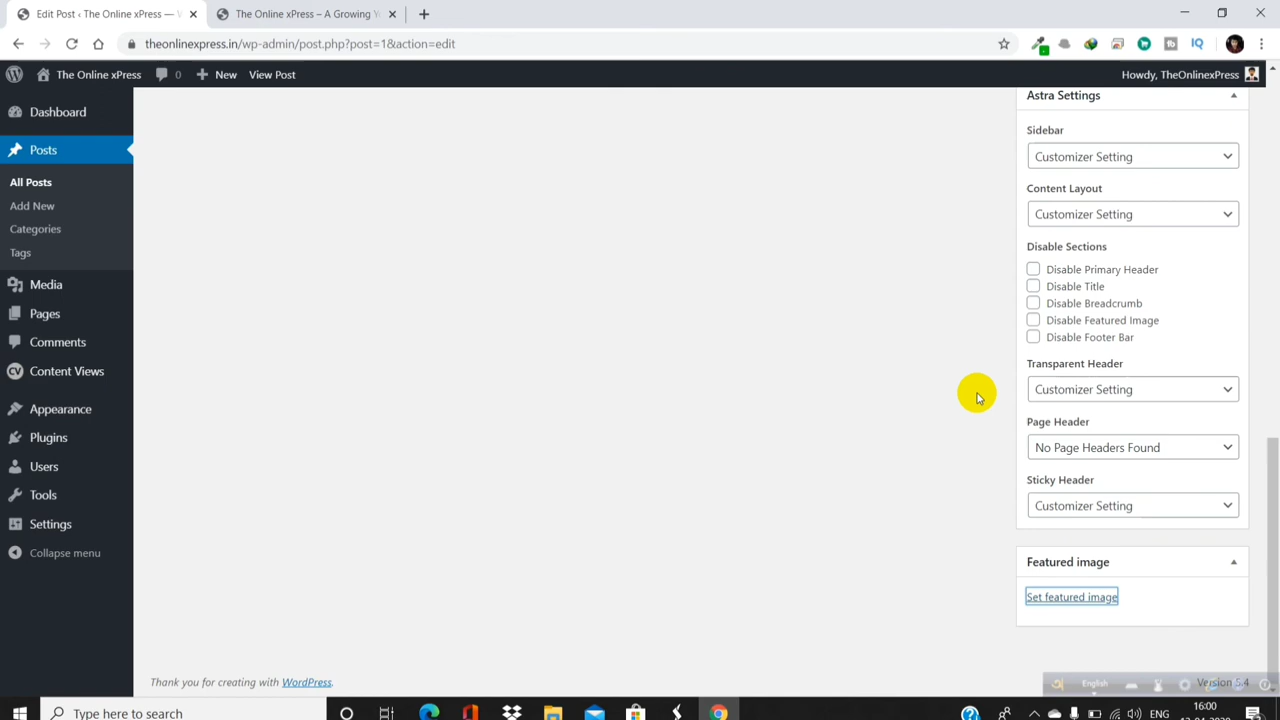 Edit Post ‹ The Online xPress — W
The Online xPress – A Growing Y
theonlinexpress.in/wp-admin/post.php?post=1&action=edit
The Online xPress 0 New View Post Howdy, TheOnlinexPress
Dashboard
Posts
All Posts
Add New
Categories
Tags
Media
Pages
Comments
Content Views
Appearance
Plugins
Users
Tools
Settings
Collapse menu
Astra Settings
Sidebar
Customizer Setting
Content Layout
Customizer Setting
Disable Sections
Disable Primary Header
Disable Title
Disable Breadcrumb
Disable Featured Image
Disable Footer Bar
Transparent Header
Customizer Setting
Page Header
No Page Headers Found
Sticky Header
Customizer Setting
Featured image
Set featured image
Thank you for creating with WordPress.
English
Version 5.4
Type here to search
ENG
16:00